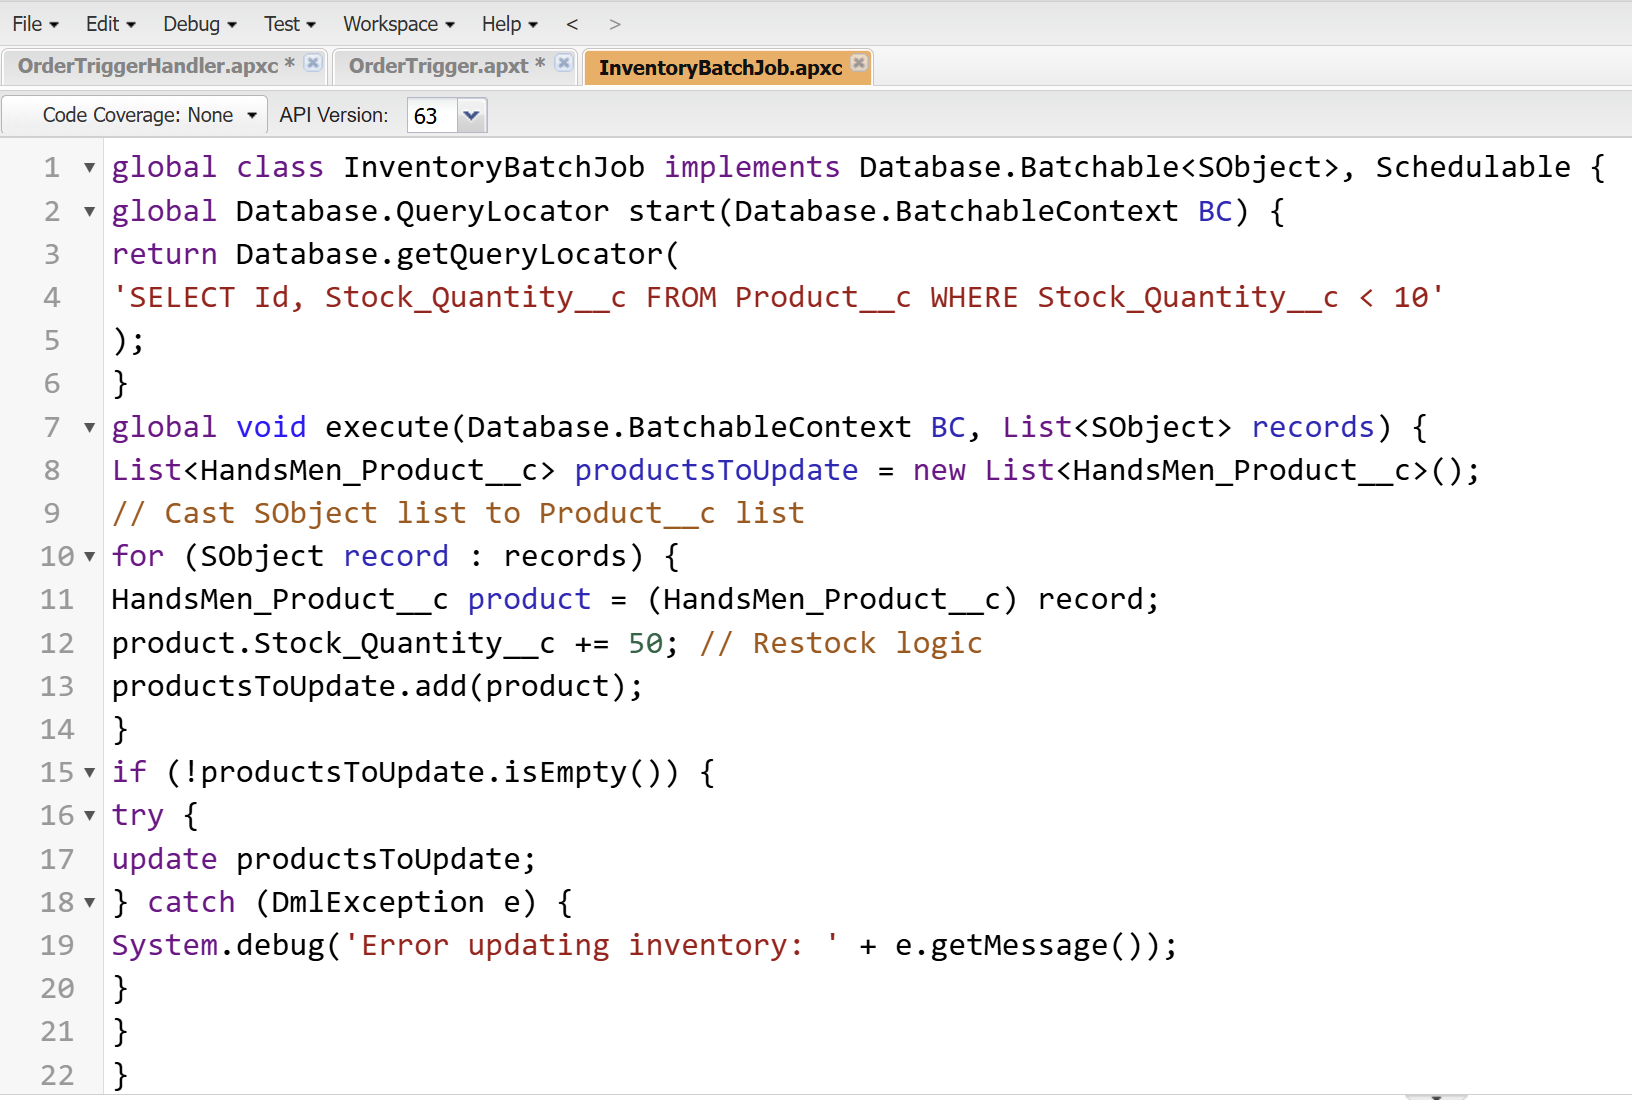 File Edit Debug Test Workspace Help < >
OrderTriggerHandler.apxc * OrderTrigger.apxt * InventoryBatchJob.apxc
Code Coverage: None API Version: 63
1 global class InventoryBatchJob implements Database.Batchable<SObject>, Schedulable {
2 global Database.QueryLocator start(Database.BatchableContext BC) {
3 return Database.getQueryLocator(
4 'SELECT Id, Stock_Quantity__c FROM Product__c WHERE Stock_Quantity__c < 10'
5 );
6 }
7 global void execute(Database.BatchableContext BC, List<SObject> records) {
8 List<HandsMen_Product__c> productsToUpdate = new List<HandsMen_Product__c>();
9 // Cast SObject list to Product__c list
10 for (SObject record : records) {
11 HandsMen_Product__c product = (HandsMen_Product__c) record;
12 product.Stock_Quantity__c += 50; // Restock logic
13 productsToUpdate.add(product);
14 }
15 if (!productsToUpdate.isEmpty()) {
16 try {
17 update productsToUpdate;
18 } catch (DmlException e) {
19 System.debug('Error updating inventory: ' + e.getMessage());
20 }
21 }
22 }